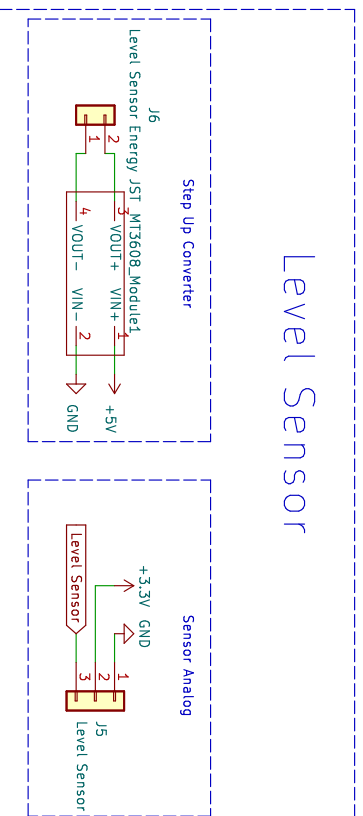 Level Sensor
Step Up Converter
J6
Level Sensor Energy JST
MT3608_Module1
2
1
3
VOUT+
VIN+
1
4
VOUT-
VIN-
2
+5V
GND
Sensor Analog
+3.3V
GND
Level Sensor
1
2
3
J5
Level Sensor